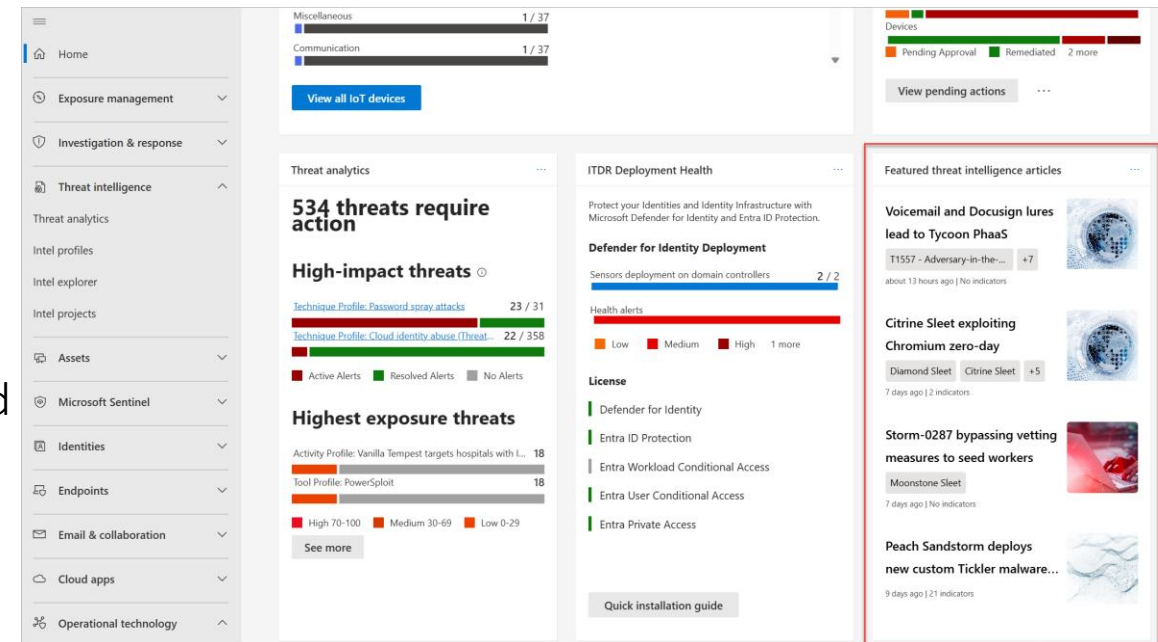 d
Home
Exposure management
Investigation & response
Threat intelligence
Threat analytics
Intel profiles
Intel explorer
Intel projects
Assets
Microsoft Sentinel
Identities
Endpoints
Email & collaboration
Cloud apps
Operational technology
Miscellaneous 1 / 37
Communication 1 / 37
View all IoT devices
Devices
Pending Approval Remediated 2 more
View pending actions ...
Threat analytics ...
534 threats require
action
High-impact threats
Technique Profile: Password spray attacks 23 / 31
Technique Profile: Cloud identity abuse (Threat... 22 / 358
Active Alerts Resolved Alerts No Alerts
Highest exposure threats
Activity Profile: Vanilla Tempest targets hospitals with I... 18
Tool Profile: PowerSploit 18
High 70-100 Medium 30-69 Low 0-29
See more
ITDR Deployment Health ...
Protect your Identities and Identity Infrastructure with
Microsoft Defender for Identity and Entra ID Protection.
Defender for Identity Deployment
Sensors deployment on domain controllers 2 / 2
Health alerts
Low Medium High 1 more
License
Defender for Identity
Entra ID Protection
Entra Workload Conditional Access
Entra User Conditional Access
Entra Private Access
Quick installation guide
Featured threat intelligence articles ...
Voicemail and Docusign lures
lead to Tycoon PhaaS
T1557 - Adversary-in-the-... +7
about 13 hours ago | No indicators
Citrine Sleet exploiting
Chromium zero-day
Diamond Sleet Citrine Sleet +5
7 days ago | 2 indicators
Storm-0287 bypassing vetting
measures to seed workers
Moonstone Sleet
7 days ago | No indicators
Peach Sandstorm deploys
new custom Tickler malware...
9 days ago | 21 indicators